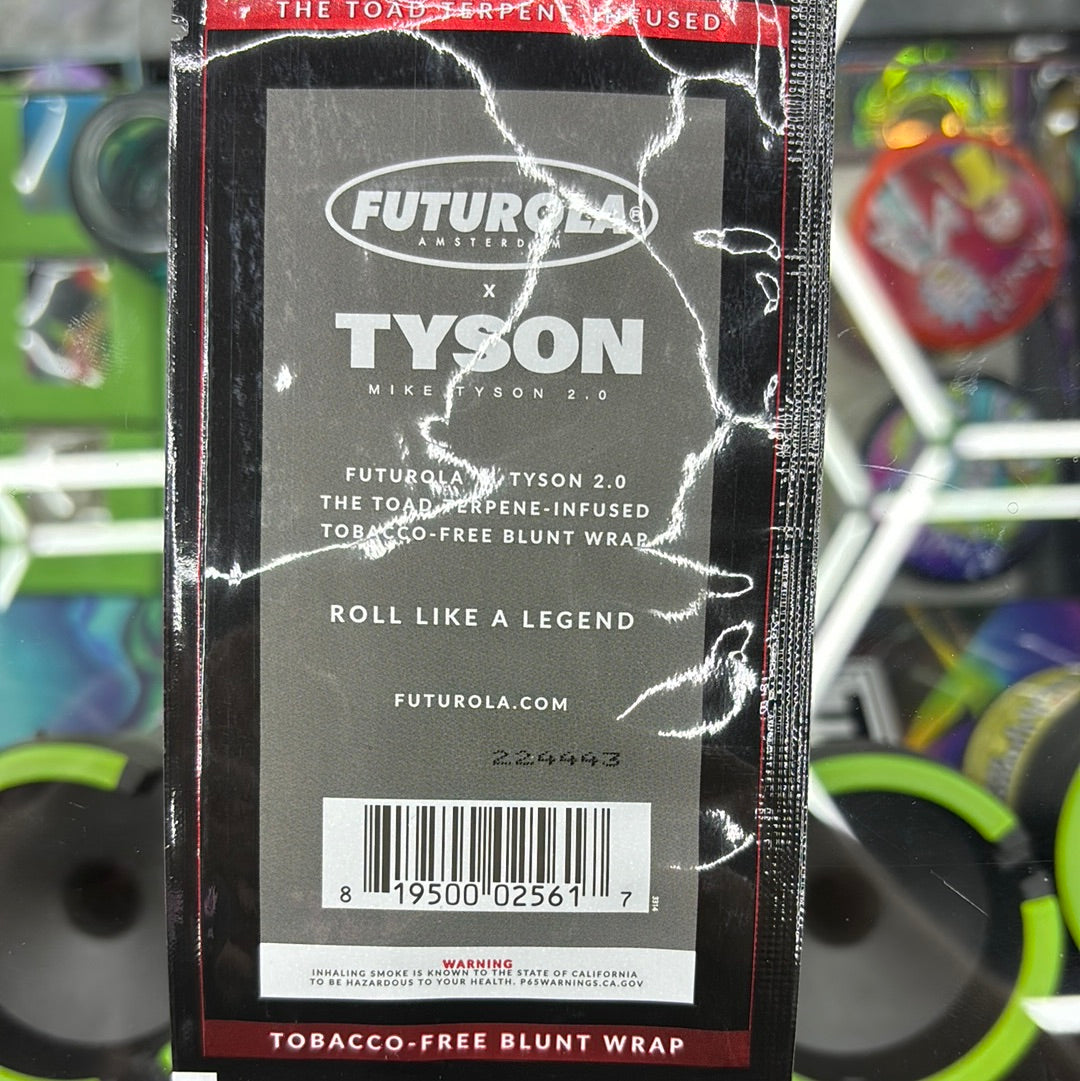 THE TOAD TERPENE-INFUSED
FUTUROLA®
AMSTERDAM
X
TYSON
MIKE TYSON 2.0
FUTUROLA X TYSON 2.0
THE TOAD TERPENE-INFUSED
TOBACCO-FREE BLUNT WRAP
ROLL LIKE A LEGEND
FUTUROLA.COM
224443
8 19500 02561 7
3314
WARNING
INHALING SMOKE IS KNOWN TO THE STATE OF CALIFORNIA
TO BE HAZARDOUS TO YOUR HEALTH. P65WARNINGS.CA.GOV
TOBACCO-FREE BLUNT WRAP